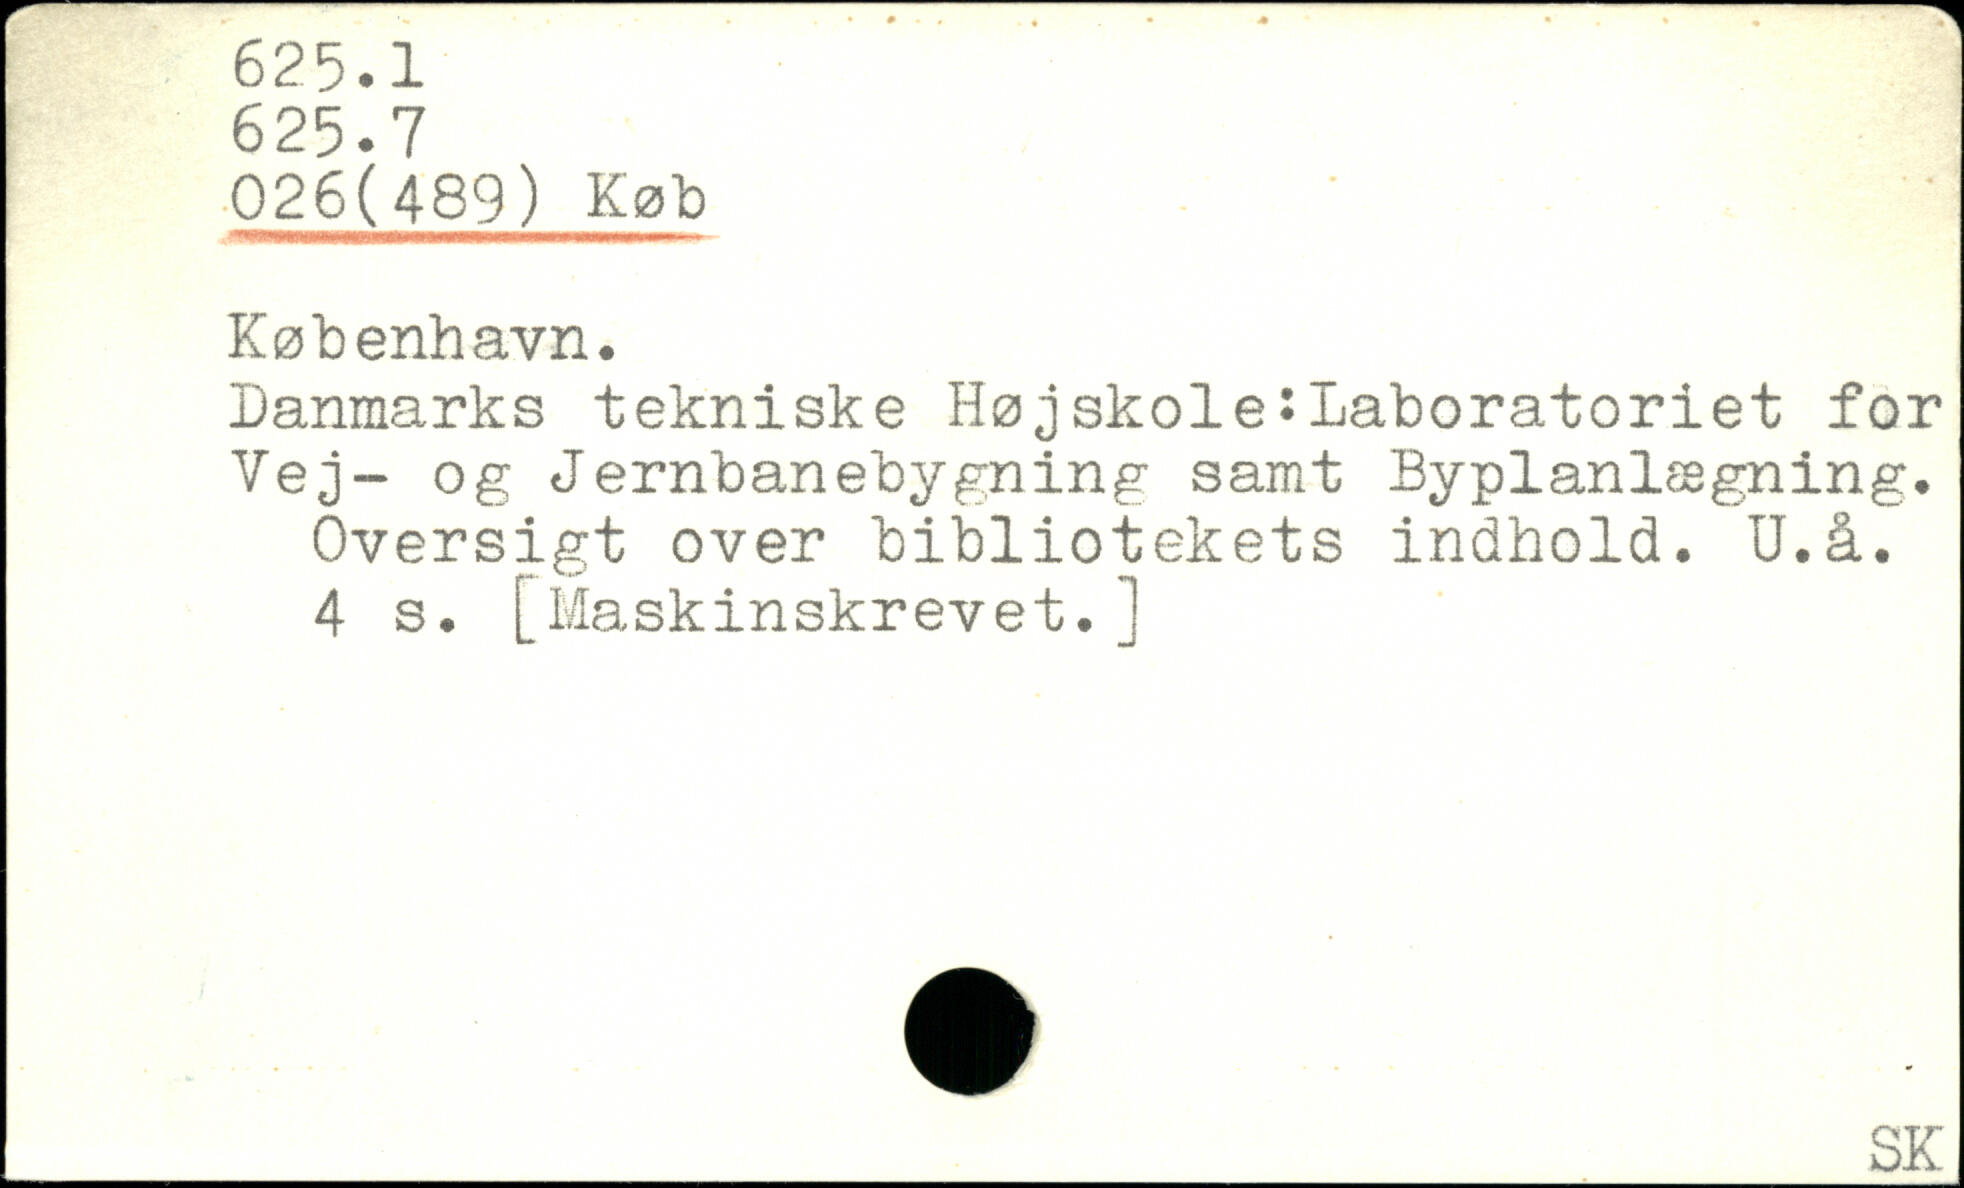 625.1
625.7
026(489) Køb
København.
Danmarks tekniske Højskole:Laboratoriet for
Vej- og Jernbanebygning samt Byplanlægning.
Oversigt over bibliotekets indhold. U.å.
4 s. [Maskinskrevet.]
SK